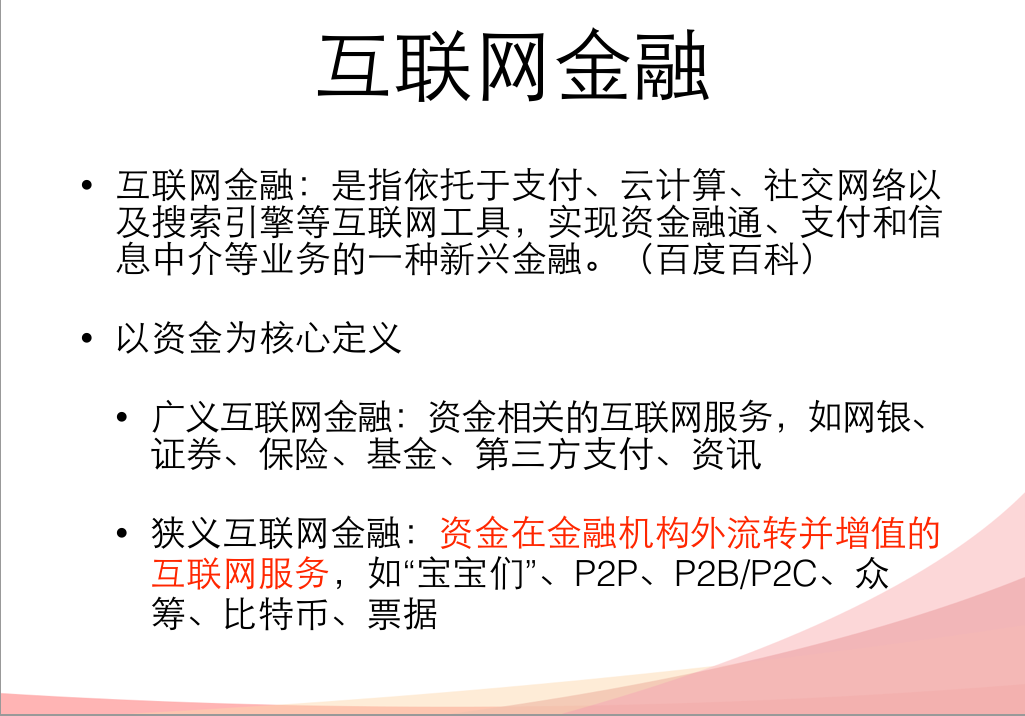 互联网金融
• 互联网金融：是指依托于支付、云计算、社交网络以
及搜索引擎等互联网工具，实现资金融通、支付和信
息中介等业务的一种新兴金融。（百度百科）
• 以资金为核心定义
• 广义互联网金融：资金相关的互联网服务，如网银、
证券、保险、基金、第三方支付、资讯
• 狭义互联网金融：资金在金融机构外流转并增值的
互联网服务，如“宝宝们”、P2P、P2B/P2C、众
筹、比特币、票据